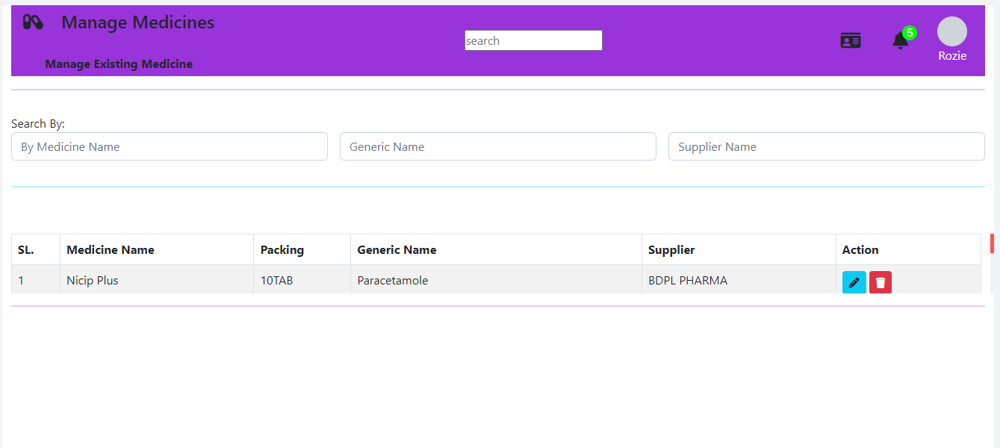 Manage Medicines
search
5
Rozie
Manage Existing Medicine
Search By:
By Medicine Name Generic Name Supplier Name
SL. Medicine Name Packing Generic Name Supplier Action
1 Nicip Plus 10TAB Paracetamole BDPL PHARMA